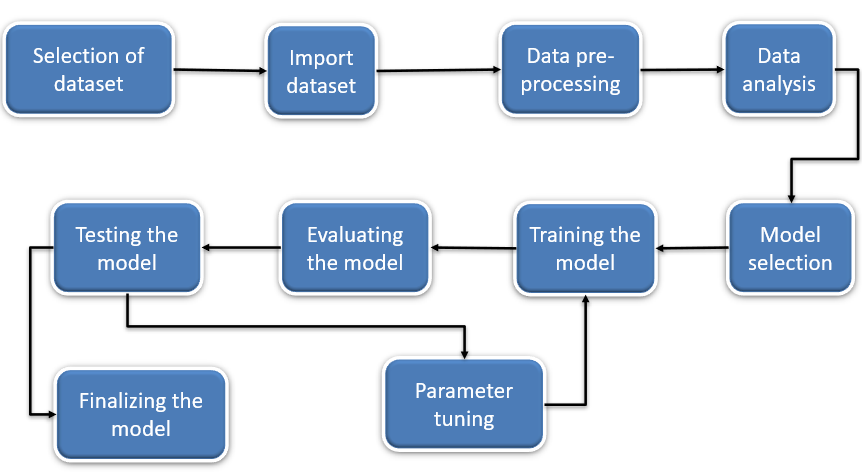 Selection of
dataset
Import
dataset
Data pre-
processing
Data
analysis
Model
selection
Training the
model
Evaluating
the model
Testing the
model
Parameter
tuning
Finalizing the
model